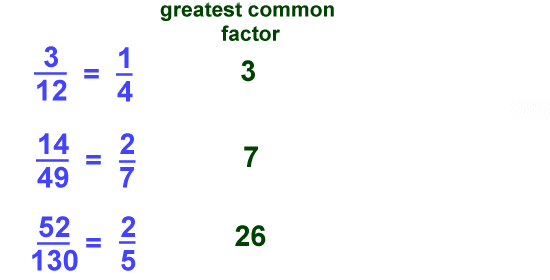 greatest common
factor
3/12 = 1/4 3
14/49 = 2/7 7
52/130 = 2/5 26